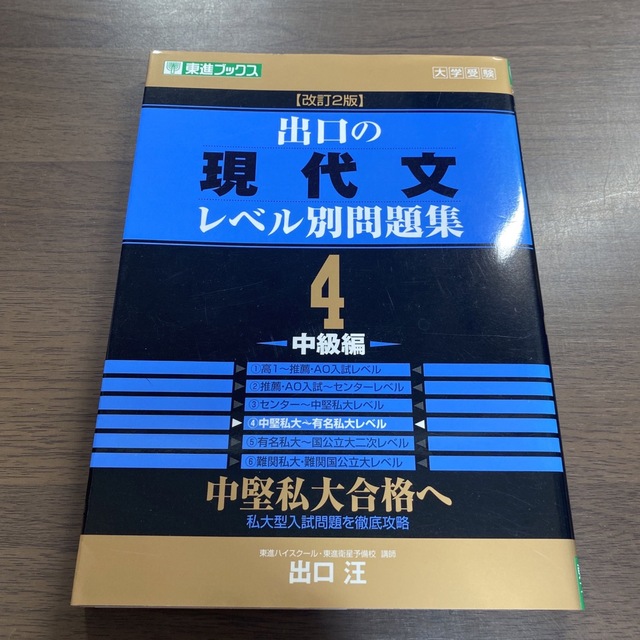 東進ブックス
大学受験
【改訂2版】
出口の
現代文
レベル別問題集
4
中級編
①高1〜推薦・AO入試レベル
②推薦・AO入試〜センターレベル
③センター〜中堅私大レベル
④中堅私大〜有名私大レベル
⑤有名私大〜国公立大二次レベル
⑥難関私大・難関国公立大レベル
中堅私大合格へ
私大型入試問題を徹底攻略
東進ハイスクール・東進衛星予備校 講師
出口 汪